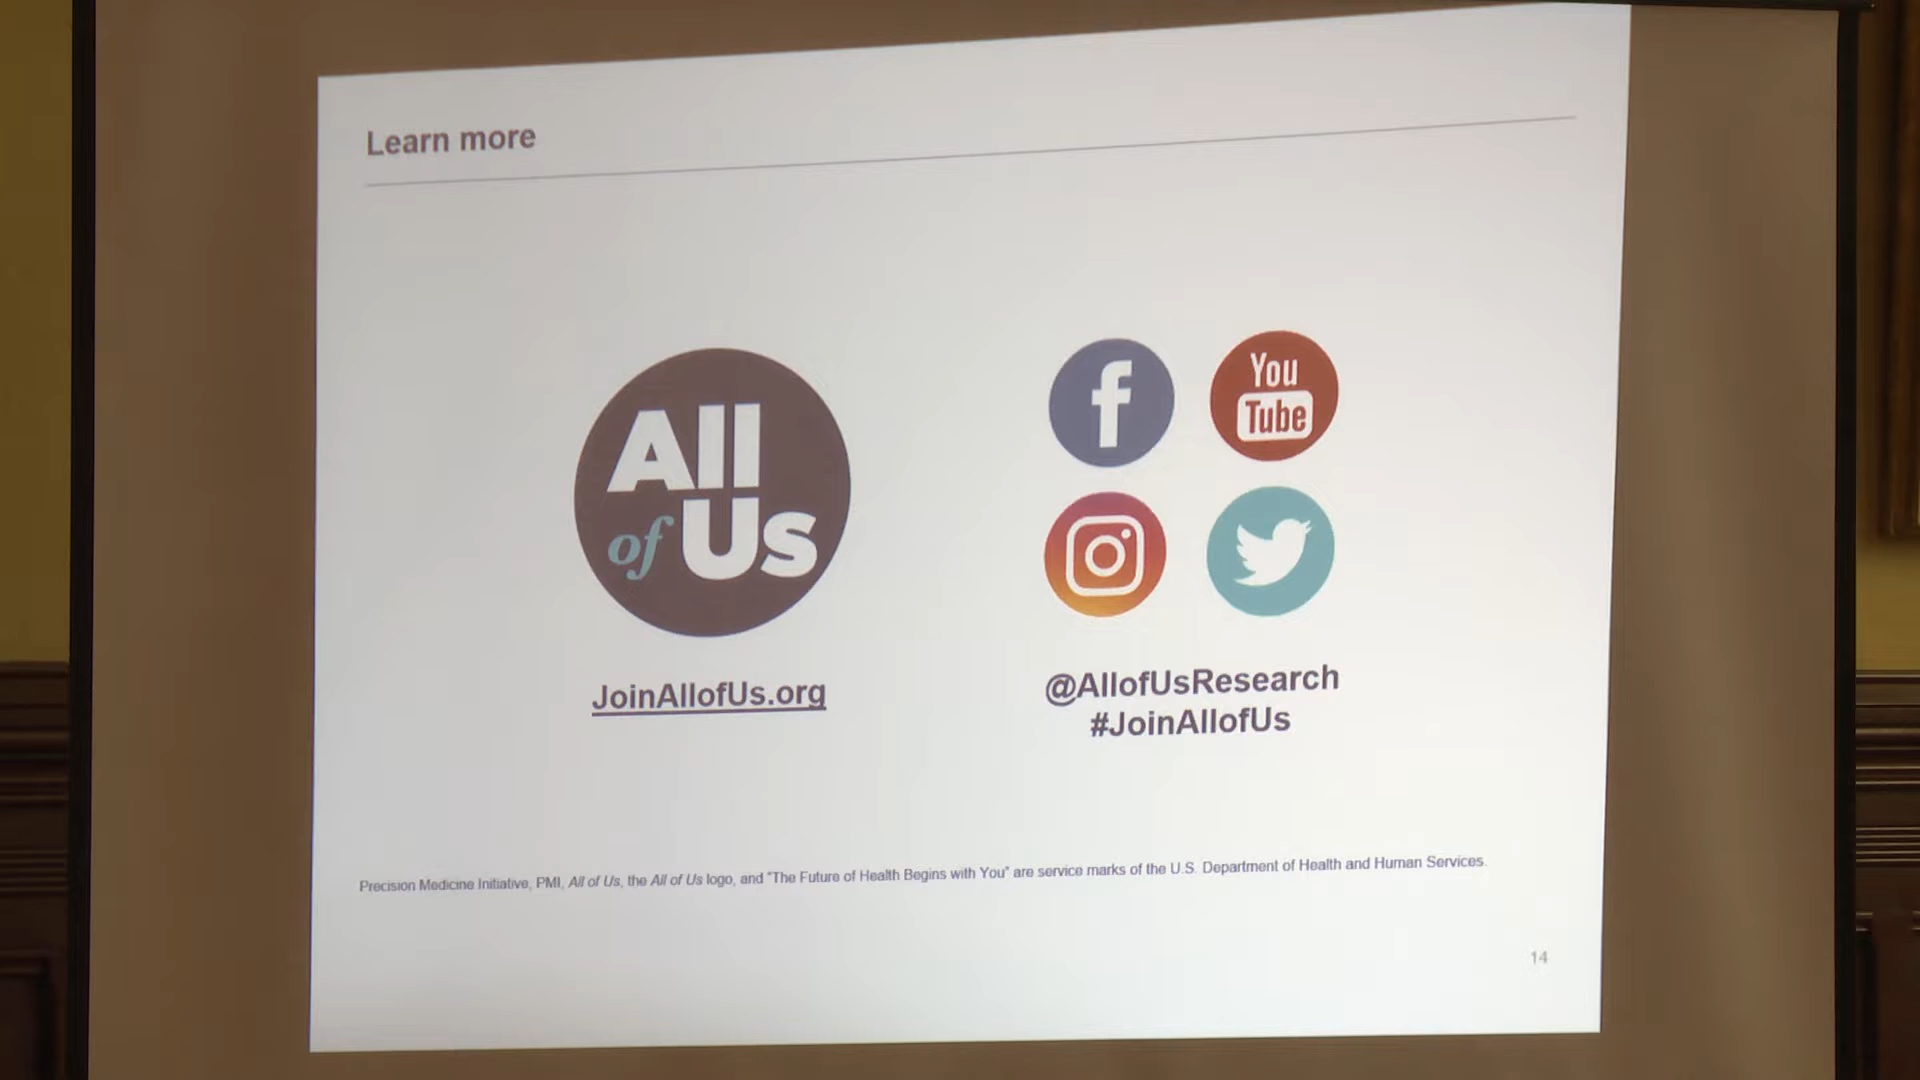 Learn more
All
of Us
f
You
Tube
JoinAllofUs.org
@AllofUsResearch
#JoinAllofUs
Precision Medicine Initiative, PMI, All of Us, the All of Us logo, and "The Future of Health Begins with You" are service marks of the U.S. Department of Health and Human Services.
14